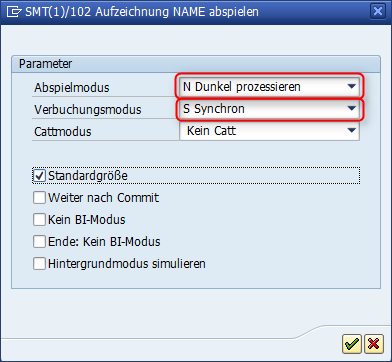 SMT(1)/102 Aufzeichnung NAME abspielen
Parameter
Abspielmodus N Dunkel prozessieren
Verbuchungsmodus S Synchron
Cattmodus Kein Catt
Standardgröße
Weiter nach Commit
Kein BI-Modus
Ende: Kein BI-Modus
Hintergrundmodus simulieren